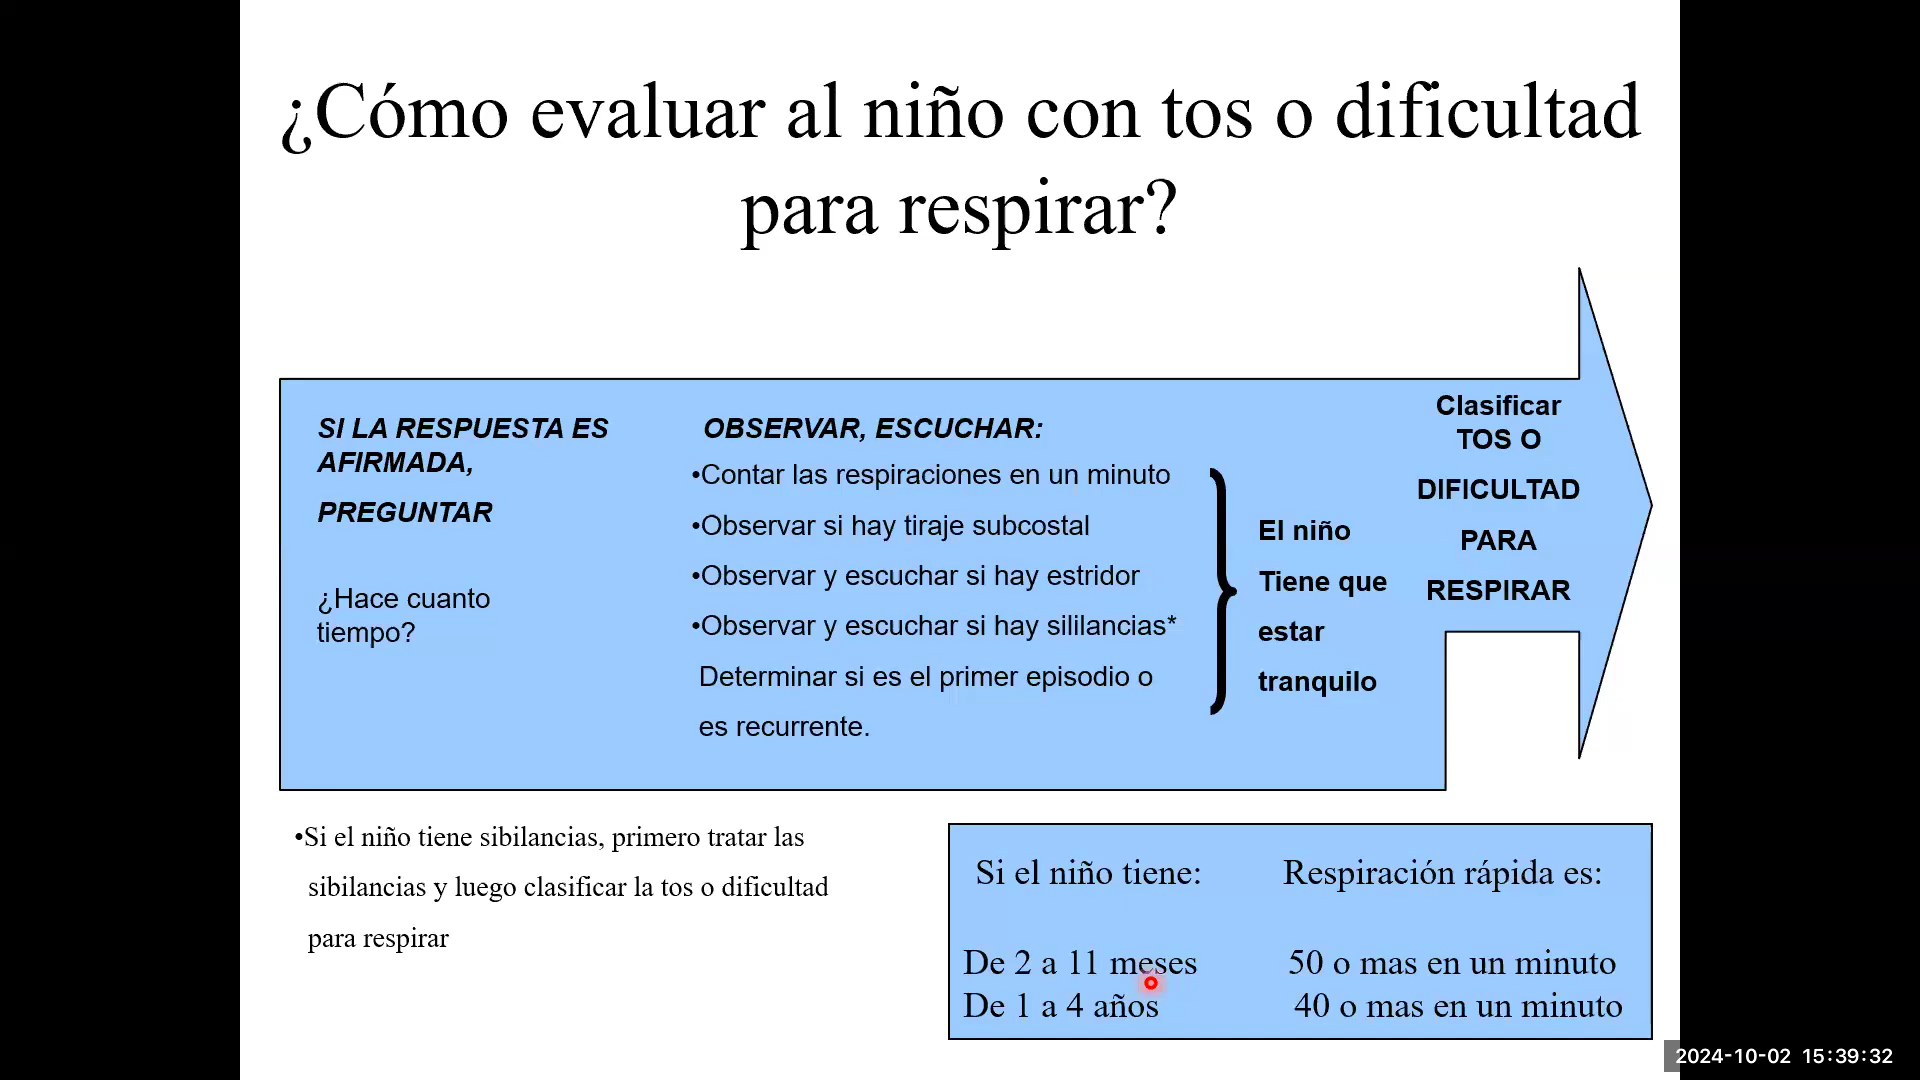 ¿Cómo evaluar al niño con tos o dificultad
para respirar?
SI LA RESPUESTA ES
AFIRMADA,
PREGUNTAR
¿Hace cuanto
tiempo?
OBSERVAR, ESCUCHAR:
•Contar las respiraciones en un minuto
•Observar si hay tiraje subcostal
•Observar y escuchar si hay estridor
•Observar y escuchar si hay sililancias*
Determinar si es el primer episodio o
es recurrente.
El niño
Tiene que
estar
tranquilo
Clasificar
TOS O
DIFICULTAD
PARA
RESPIRAR
•Si el niño tiene sibilancias, primero tratar las
sibilancias y luego clasificar la tos o dificultad
para respirar
Si el niño tiene: Respiración rápida es:
De 2 a 11 meses 50 o mas en un minuto
De 1 a 4 años 40 o mas en un minuto
2024-10-02 15:39:32